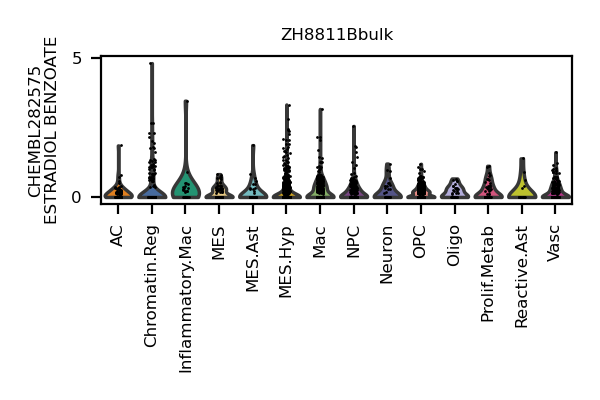 ZH8811Bbulk
CHEMBL282575
ESTRADIOL BENZOATE
5
0
AC
Chromatin.Reg
Inflammatory.Mac
MES
MES.Ast
MES.Hyp
Mac
NPC
Neuron
OPC
Oligo
Prolif.Metab
Reactive.Ast
Vasc